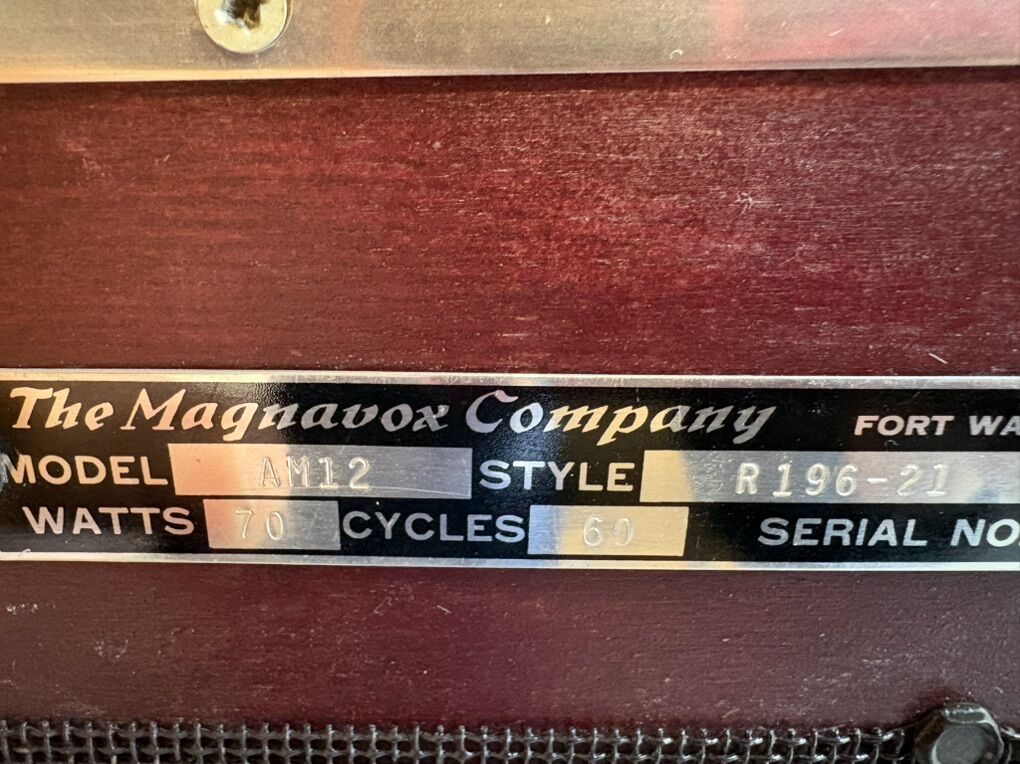 The Magnavox Company FORT WA
MODEL AM12 STYLE R196-21
WATTS 70 CYCLES 60 SERIAL NO.